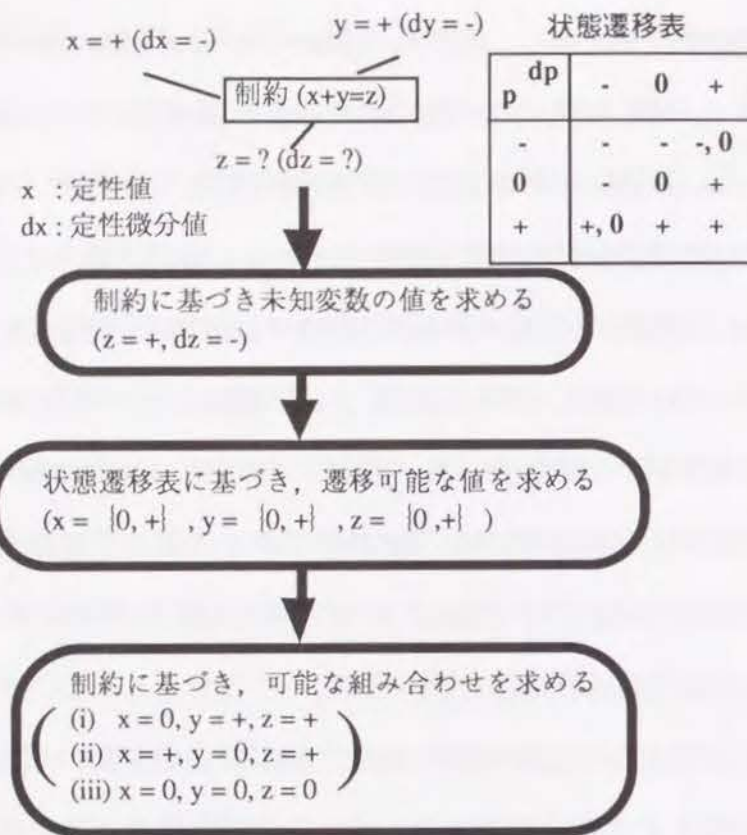 x = + (dx = -)
y = + (dy = -)
制約 (x+y=z)
z = ? (dz = ?)
x ：定性値
dx : 定性微分値
状態遷移表
dp
p - 0 +
- - - -, 0
0 - 0 +
+ +, 0 + +
制約に基づき未知変数の値を求める
(z = +, dz = -)
状態遷移表に基づき，遷移可能な値を求める
(x = {0, +} , y = {0, +} , z = {0 ,+} )
制約に基づき，可能な組み合わせを求める
(i) x = 0, y = +, z = +
(ii) x = +, y = 0, z = +
(iii) x = 0, y = 0, z = 0